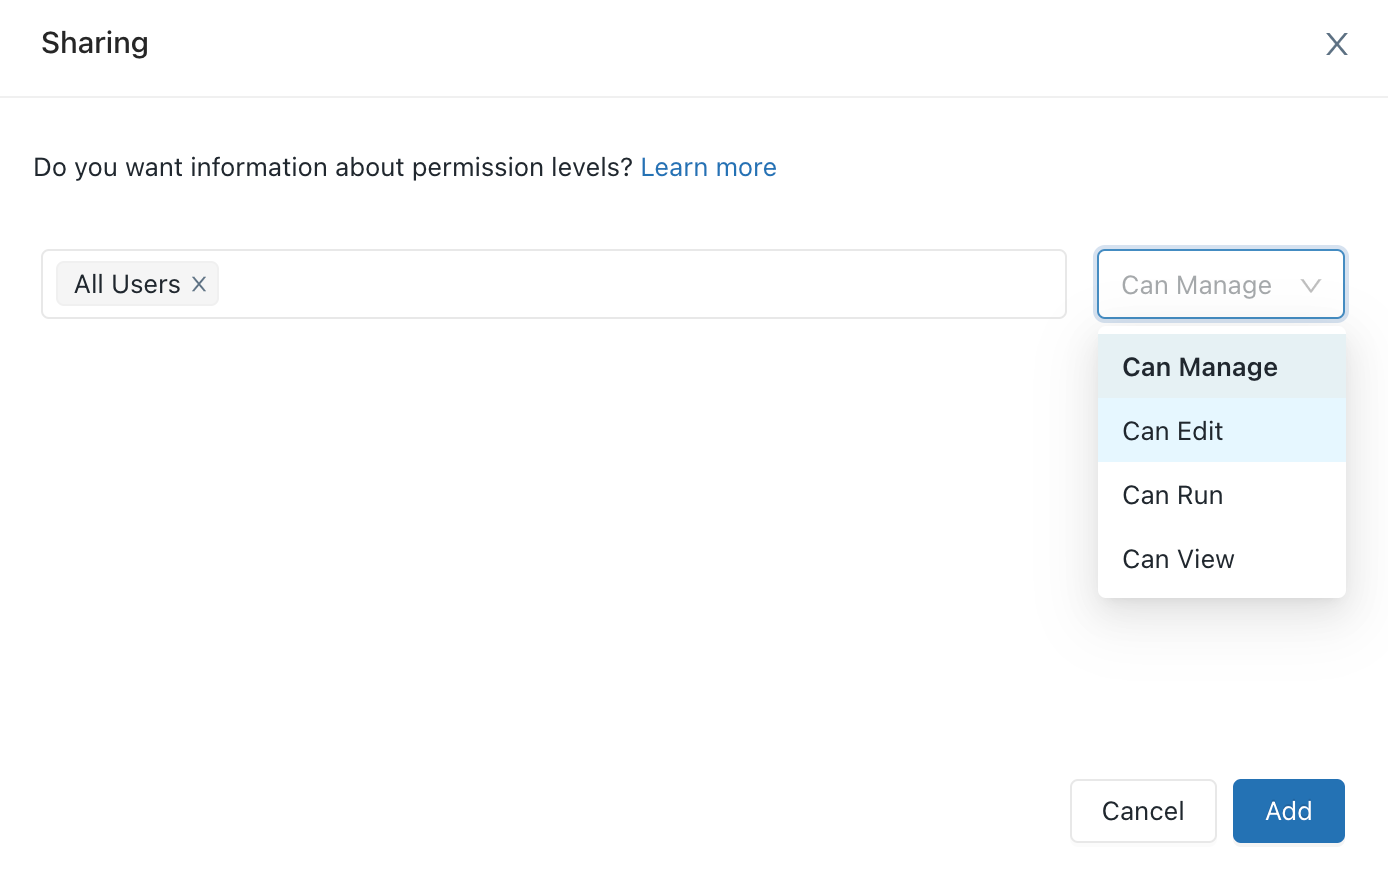 Sharing
Do you want information about permission levels? Learn more
All Users
Can Manage
Can Manage
Can Edit
Can Run
Can View
Cancel
Add